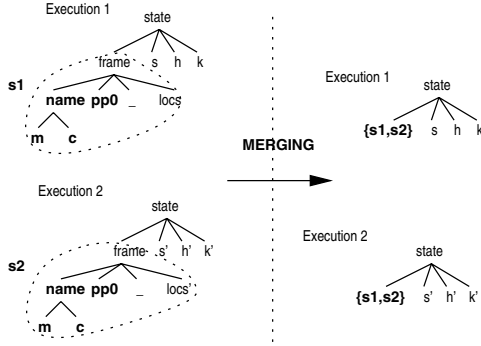 Execution 1
state
frame s h k
s1
name pp0 _ locs
m c
Execution 2
state
frame s' h' k'
s2
name pp0 _ locs'
m c
MERGING
Execution 1
state
{s1,s2} s h k
Execution 2
state
{s1,s2} s' h' k'